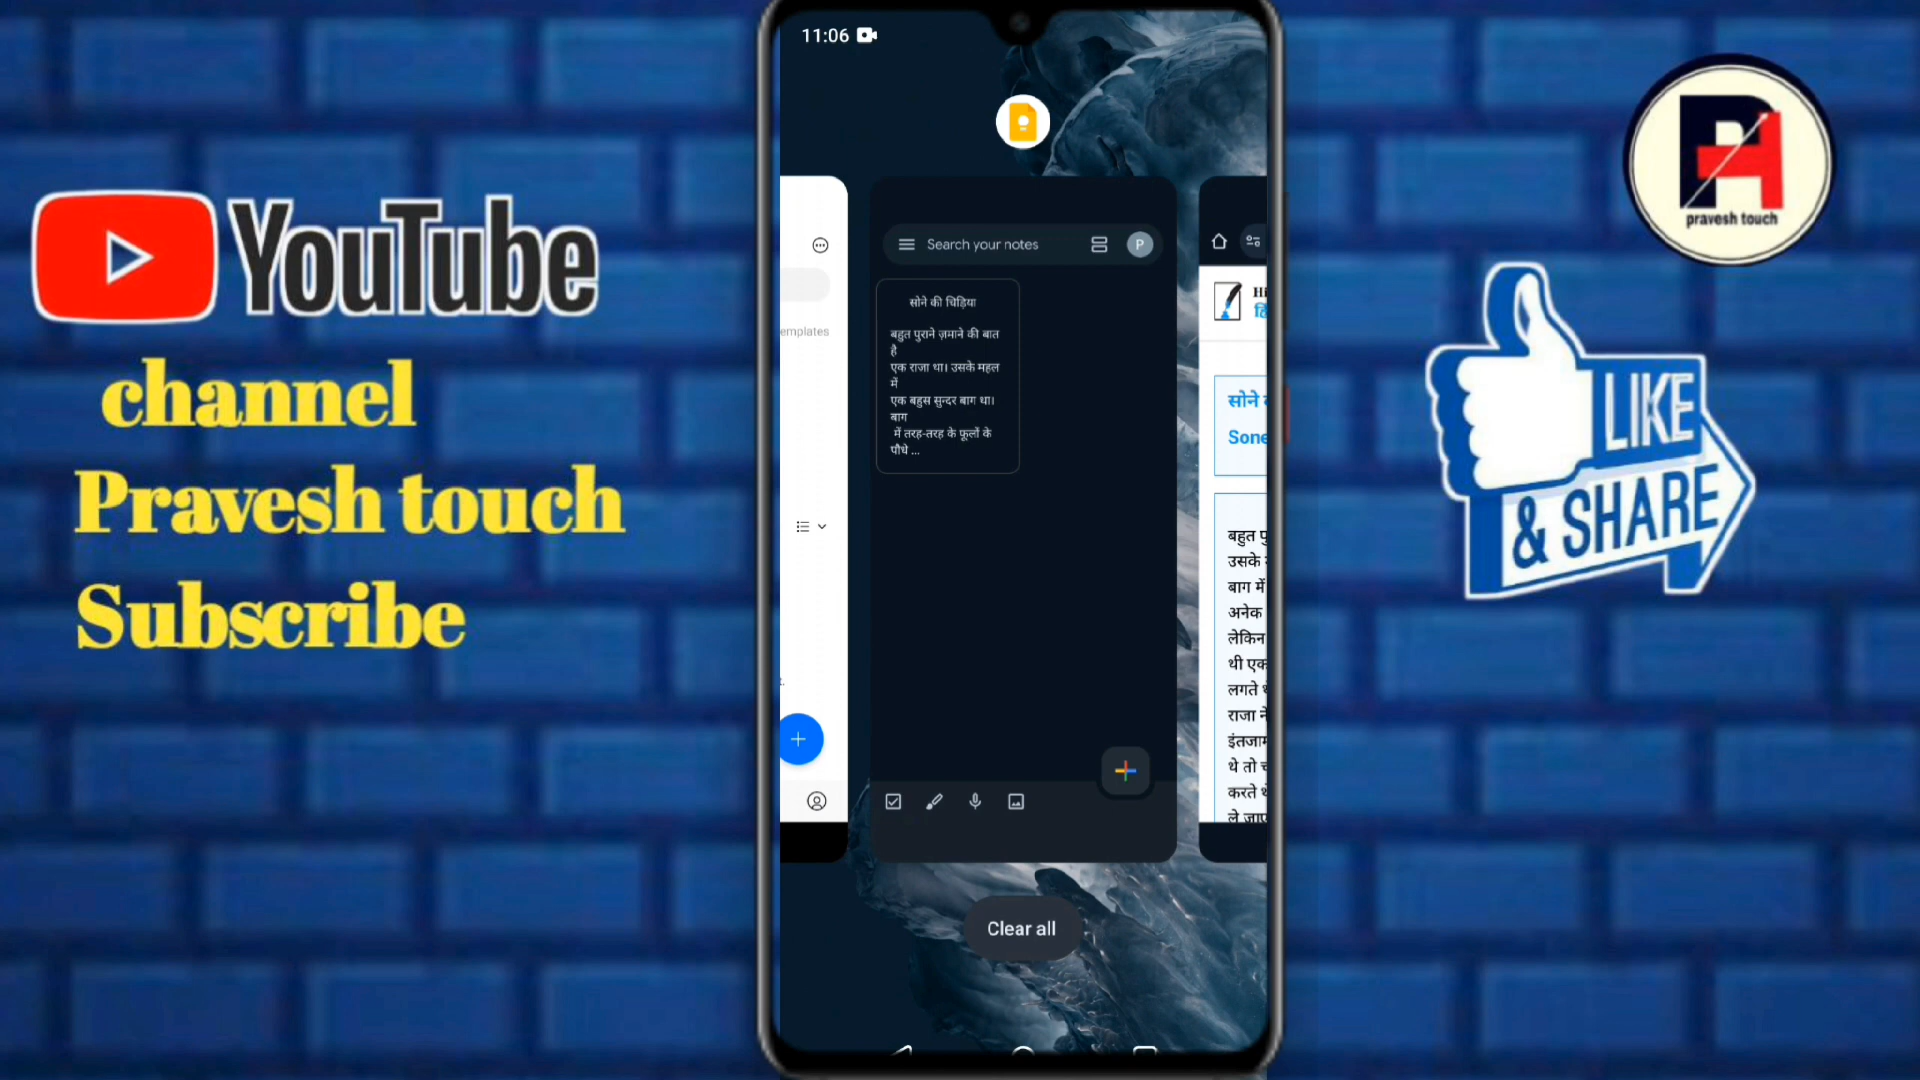 YouTube
channel
Pravesh touch
Subscribe
11:06
emplates
Search your notes
P
सोने की चिड़िया
बहुत पुराने ज़माने की बात
है
एक राजा था। उसके महल
में
एक बहुस सुन्दर बाग था।
बाग
में तरह-तरह के फूलों के
पौधे ...
Clear all
Hi
हि
सोने
Sone
बहुत पु
उसके
बाग में
अनेक
लेकिन
थी एक
लगते
राजा ने
इंतजाम
थे तो
करते
ले जाए
pravesh touch
LIKE
& SHARE